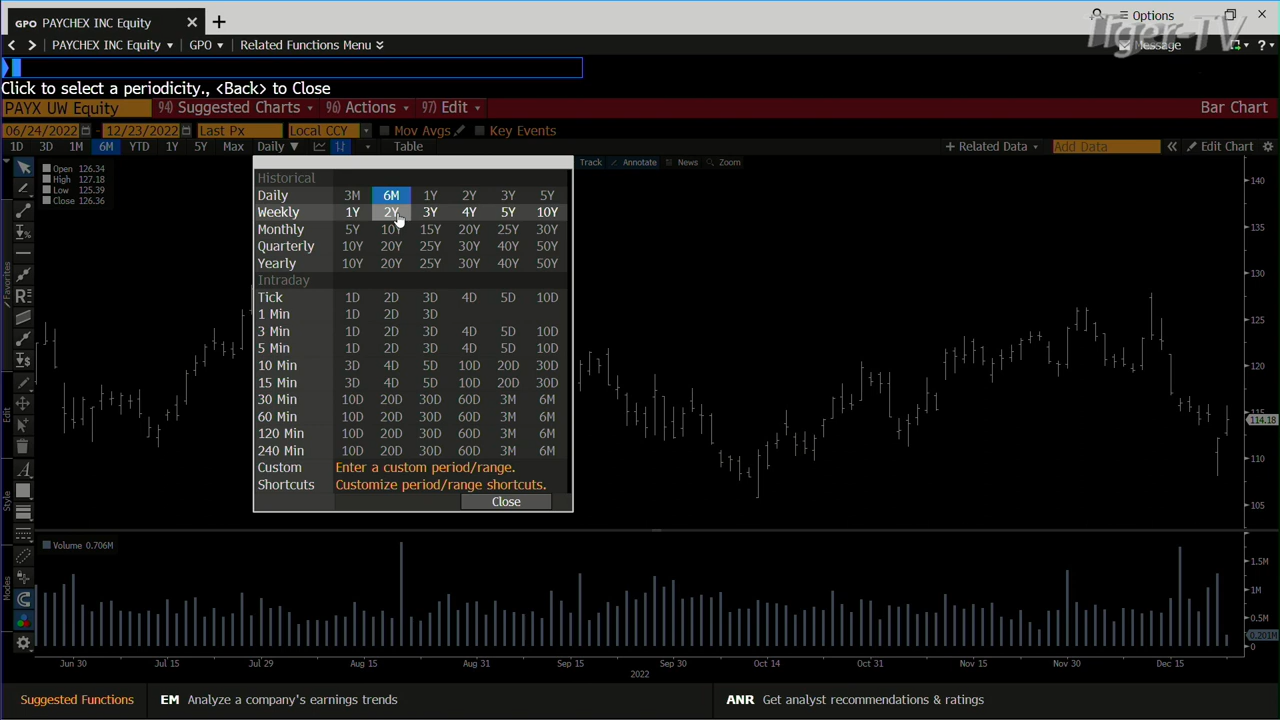 GPO PAYCHEX INC Equity
Options
Tiger-TV
PAYCHEX INC Equity GPO Related Functions Menu
Message ?
Click to select a periodicity., <Back> to Close
PAYX UW Equity 94) Suggested Charts 96) Actions 97) Edit Bar Chart
06/24/2022 - 12/23/2022 Last Px Local CCY Mov Avgs Key Events
1D 3D 1M 6M YTD 1Y 5Y Max Daily Table + Related Data Add Data Edit Chart
Track Annotate News Zoom
Open 126.34
High 127.18
Low 125.39
Close 126.36
Historical
Daily 3M 6M 1Y 2Y 3Y 5Y
Weekly 1Y 2Y 3Y 4Y 5Y 10Y
Monthly 5Y 10Y 15Y 20Y 25Y 30Y
Quarterly 10Y 20Y 25Y 30Y 40Y 50Y
Yearly 10Y 20Y 25Y 30Y 40Y 50Y
Intraday
Tick 1D 2D 3D 4D 5D 10D
1 Min 1D 2D 3D
3 Min 1D 2D 3D 4D 5D 10D
5 Min 1D 2D 3D 4D 5D 10D
10 Min 3D 4D 5D 10D 20D 30D
15 Min 3D 4D 5D 10D 20D 30D
30 Min 10D 20D 30D 60D 3M 6M
60 Min 10D 20D 30D 60D 3M 6M
120 Min 10D 20D 30D 60D 3M 6M
240 Min 10D 20D 30D 60D 3M 6M
Custom Enter a custom period/range.
Shortcuts Customize period/range shortcuts.
Close
140
135
130
125
120
115
114.18
110
105
Favorites
Edit
Style
Modes
Volume 0.706M
1.5M
1M
0.5M
0.201M
0
Jun 30 Jul 15 Jul 29 Aug 15 Aug 31 Sep 15 Sep 30 Oct 14 Oct 31 Nov 15 Nov 30 Dec 15
2022
Suggested Functions EM Analyze a company's earnings trends ANR Get analyst recommendations & ratings